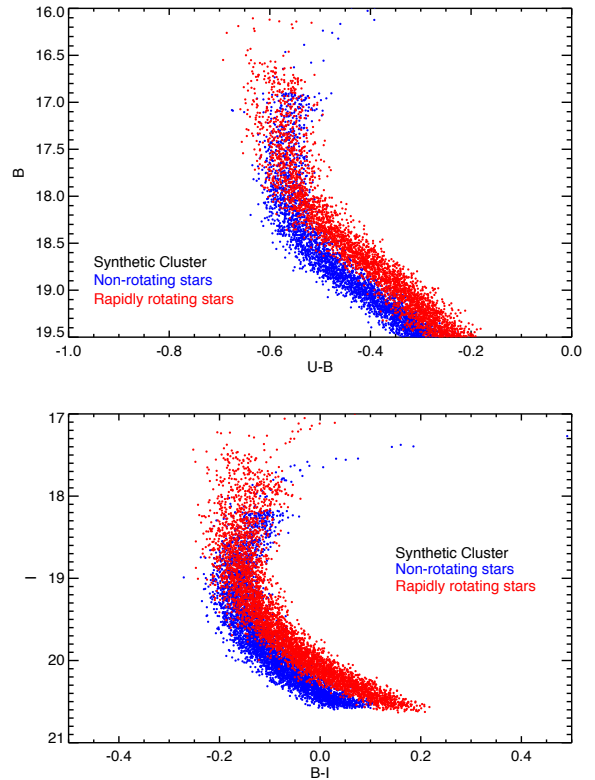 16.0
16.5
17.0
17.5
18.0
18.5
19.0
19.5
B
Synthetic Cluster
Non-rotating stars
Rapidly rotating stars
-1.0 -0.8 -0.6 -0.4 -0.2 0.0
U-B
17
18
19
20
21
I
Synthetic Cluster
Non-rotating stars
Rapidly rotating stars
-0.4 -0.2 0.0 0.2 0.4
B-I